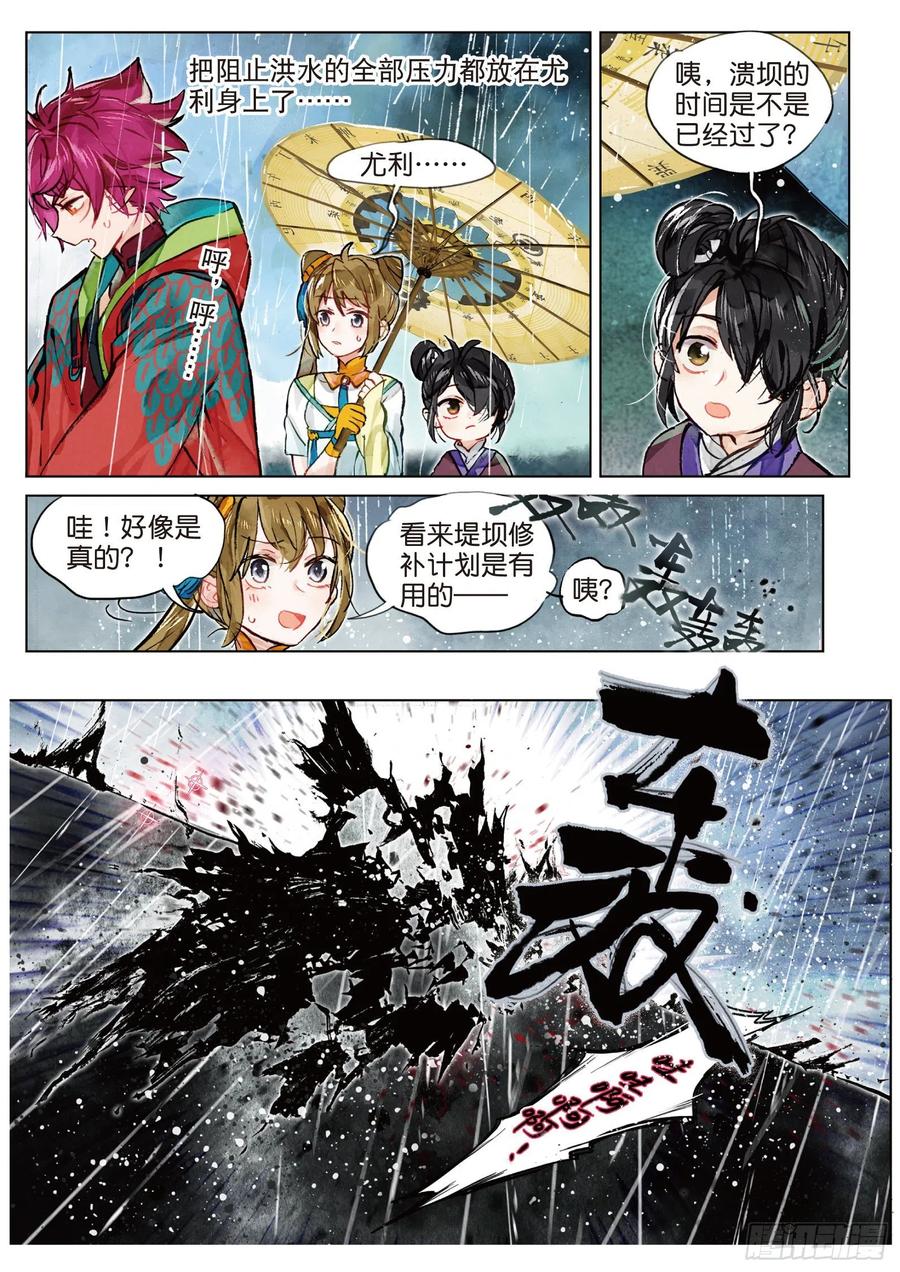 把阻止洪水的全部压力都放在尤
利身上了……
尤利……
呼，
呼……
咦，溃坝的
时间是不是
已经过了？
哇！好像是
真的？！
看来堤坝修
补计划是有
用的——
咦？
轰
轰
腾讯动漫